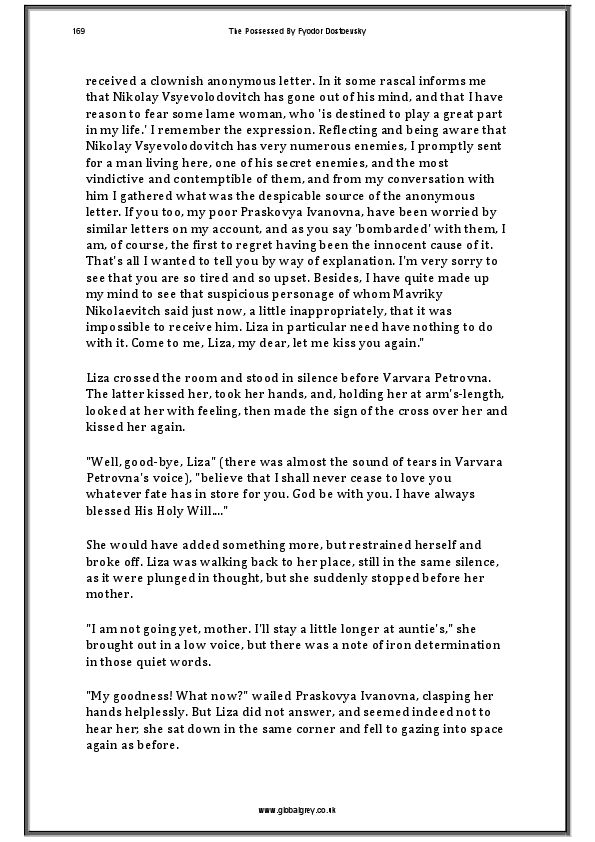 169
The Possessed By Fyodor Dostoevsky
received a clownish anonymous letter. In it some rascal informs me
that Nikolay Vsyevolodovitch has gone out of his mind, and that I have
reason to fear some lame woman, who 'is destined to play a great part
in my life.' I remember the expression. Reflecting and being aware that
Nikolay Vsyevolodovitch has very numerous enemies, I promptly sent
for a man living here, one of his secret enemies, and the most
vindictive and contemptible of them, and from my conversation with
him I gathered what was the despicable source of the anonymous
letter. If you too, my poor Praskovya Ivanovna, have been worried by
similar letters on my account, and as you say 'bombarded' with them, I
am, of course, the first to regret having been the innocent cause of it.
That's all I wanted to tell you by way of explanation. I'm very sorry to
see that you are so tired and so upset. Besides, I have quite made up
my mind to see that suspicious personage of whom Mavriky
Nikolaevitch said just now, a little inappropriately, that it was
impossible to receive him. Liza in particular need have nothing to do
with it. Come to me, Liza, my dear, let me kiss you again."
Liza crossed the room and stood in silence before Varvara Petrovna.
The latter kissed her, took her hands, and, holding her at arm's-length,
looked at her with feeling, then made the sign of the cross over her and
kissed her again.
"Well, good-bye, Liza" (there was almost the sound of tears in Varvara
Petrovna's voice), "believe that I shall never cease to love you
whatever fate has in store for you. God be with you. I have always
blessed His Holy Will...."
She would have added something more, but restrained herself and
broke off. Liza was walking back to her place, still in the same silence,
as it were plunged in thought, but she suddenly stopped before her
mother.
"I am not going yet, mother. I'll stay a little longer at auntie's," she
brought out in a low voice, but there was a note of iron determination
in those quiet words.
"My goodness! What now?" wailed Praskovya Ivanovna, clasping her
hands helplessly. But Liza did not answer, and seemed indeed not to
hear her; she sat down in the same corner and fell to gazing into space
again as before.
www.globalgrey.co.uk